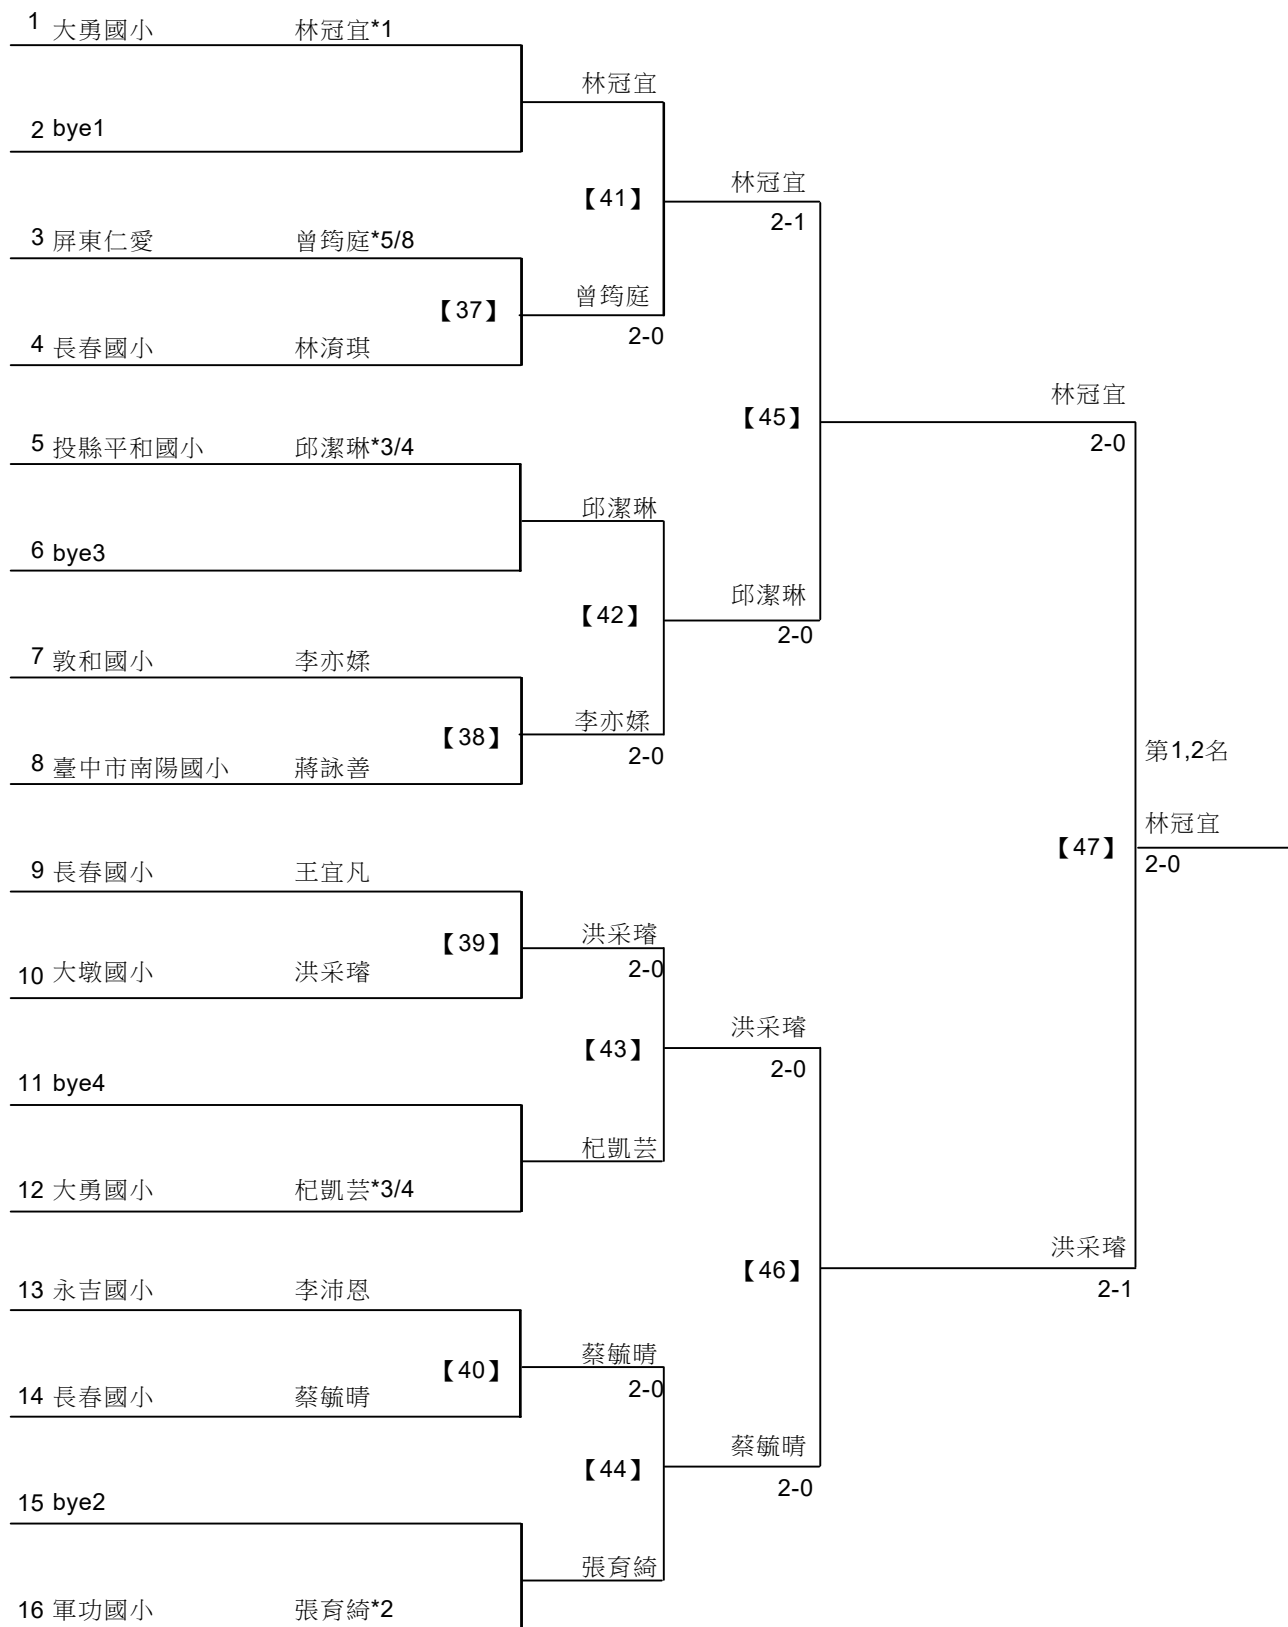 1 大勇國小 林冠宜*1
林冠宜
2 bye1
【41】
林冠宜
2-1
3 屏東仁愛 曾筠庭*5/8
【37】
曾筠庭
2-0
4 長春國小 林淯琪
林冠宜
2-0
【45】
5 投縣平和國小 邱潔琳*3/4
邱潔琳
6 bye3
【42】
邱潔琳
2-0
7 敦和國小 李亦媃
【38】
李亦媃
2-0
8 臺中市南陽國小 蔣詠善
第1,2名
【47】
林冠宜
2-0
9 長春國小 王宜凡
【39】
洪采璿
2-0
10 大墩國小 洪采璿
【43】
洪采璿
2-0
11 bye4
杞凱芸
12 大勇國小 杞凱芸*3/4
【46】
洪采璿
2-1
13 永吉國小 李沛恩
【40】
蔡毓晴
2-0
14 長春國小 蔡毓晴
【44】
蔡毓晴
2-0
15 bye2
張育綺
16 軍功國小 張育綺*2